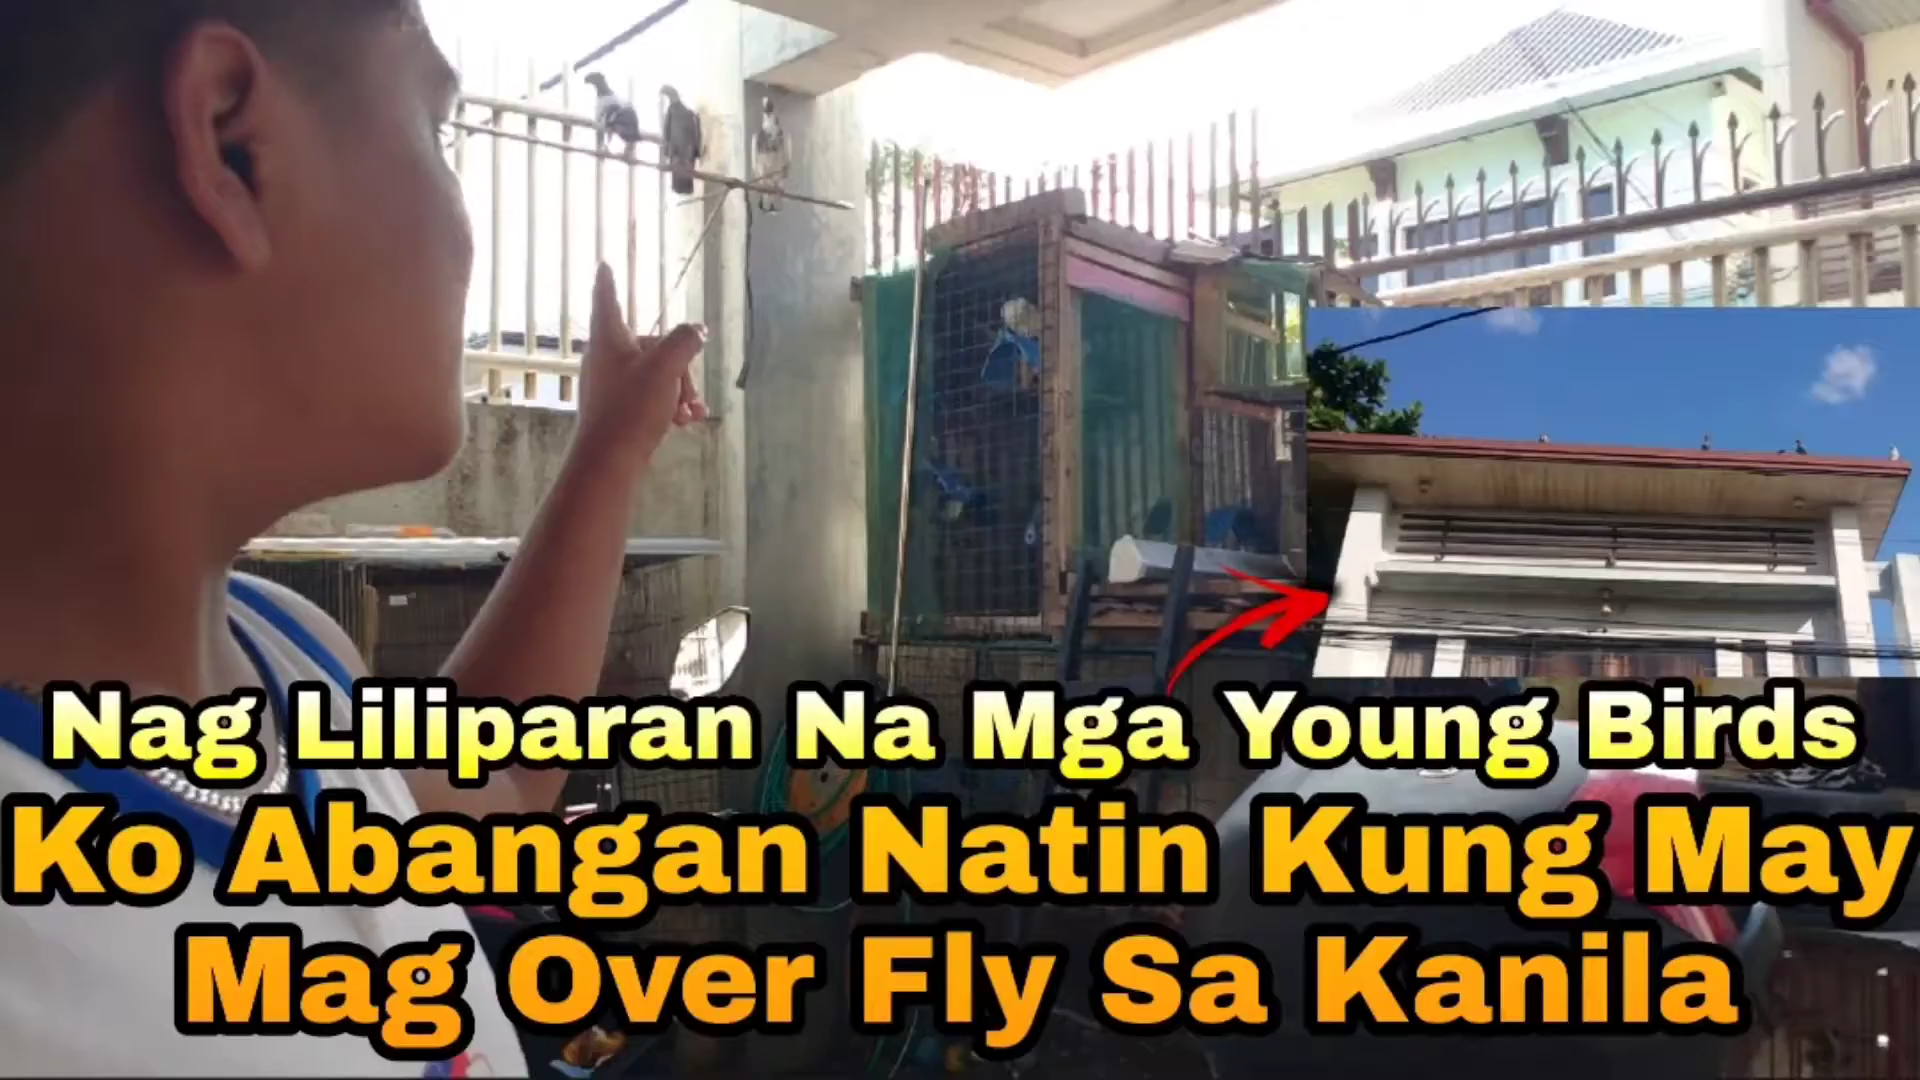 Nag Liliparan Na Mga Young Birds
Ko Abangan Natin Kung May
Mag Over Fly Sa Kanila